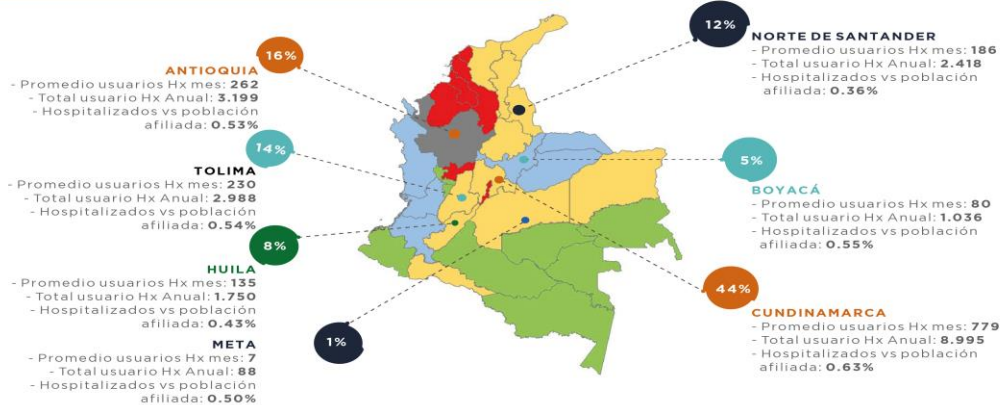 16%
ANTIOQUIA
- Promedio usuarios Hx mes: 262
- Total usuario Hx Anual: 3.199
- Hospitalizados vs población
afiliada: 0.53%
14%
TOLIMA
- Promedio usuarios Hx mes: 230
- Total usuario Hx Anual: 2.988
- Hospitalizados vs población
afiliada: 0.54%
8%
HUILA
- Promedio usuarios Hx mes: 135
- Total usuario Hx Anual: 1.750
- Hospitalizados vs población
afiliada: 0.43%
1%
META
- Promedio usuarios Hx mes: 7
- Total usuario Hx Anual: 88
- Hospitalizados vs población
afiliada: 0.50%
12%
NORTE DE SANTANDER
- Promedio usuarios Hx mes: 186
- Total usuario Hx Anual: 2.418
- Hospitalizados vs población
afiliada: 0.36%
5%
BOYACÁ
- Promedio usuarios Hx mes: 80
- Total usuario Hx Anual: 1.036
- Hospitalizados vs población
afiliada: 0.55%
44%
CUNDINAMARCA
- Promedio usuarios Hx mes: 779
- Total usuario Hx Anual: 8.995
- Hospitalizados vs población
afiliada: 0.63%